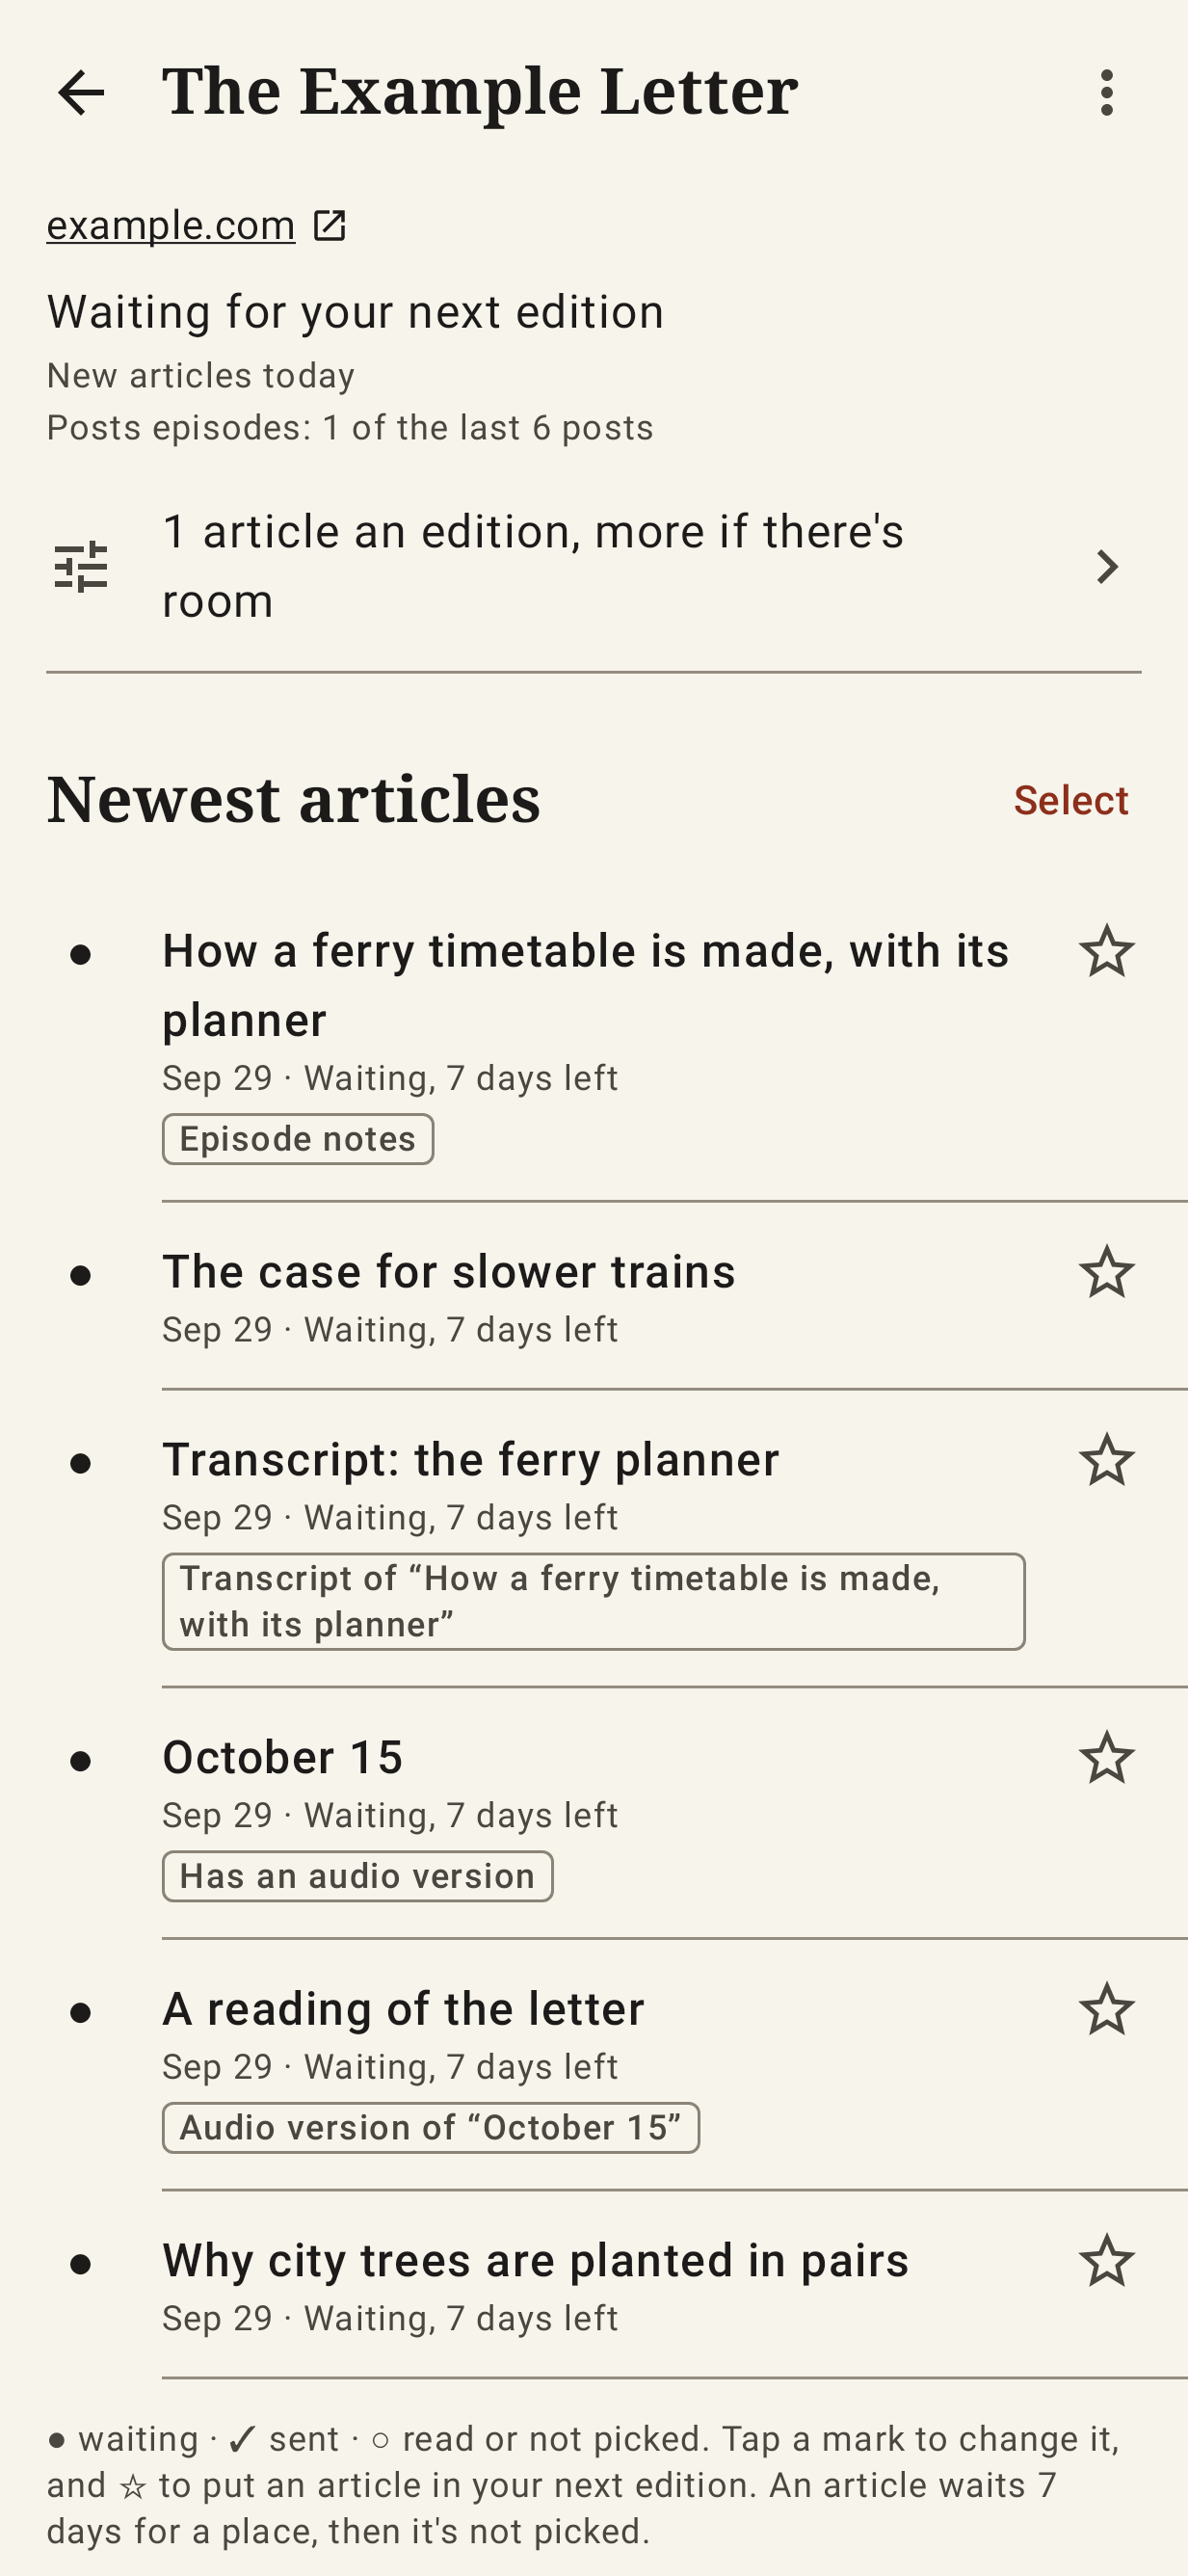 The Example Letter
example.com
Waiting for your next edition
New articles today
Posts episodes: 1 of the last 6 posts
1 article an edition, more if there's
room
Newest articles
Select
How a ferry timetable is made, with its
planner
Sep 29 · Waiting, 7 days left
Episode notes
The case for slower trains
Sep 29 · Waiting, 7 days left
Transcript: the ferry planner
Sep 29 · Waiting, 7 days left
Transcript of “How a ferry timetable is made,
with its planner”
October 15
Sep 29 · Waiting, 7 days left
Has an audio version
A reading of the letter
Sep 29 · Waiting, 7 days left
Audio version of “October 15”
Why city trees are planted in pairs
Sep 29 · Waiting, 7 days left
● waiting · ✓ sent · ○ read or not picked. Tap a mark to change it,
and ☆ to put an article in your next edition. An article waits 7
days for a place, then it's not picked.